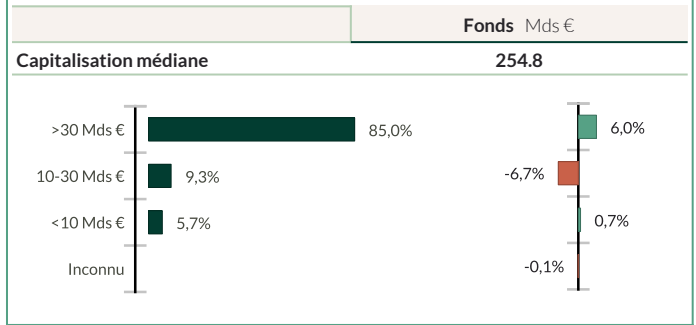 Fonds Mds €
Capitalisation médiane 254.8
>30 Mds € 85,0% 6,0%
10-30 Mds € 9,3% -6,7%
<10 Mds € 5,7% 0,7%
Inconnu -0,1%